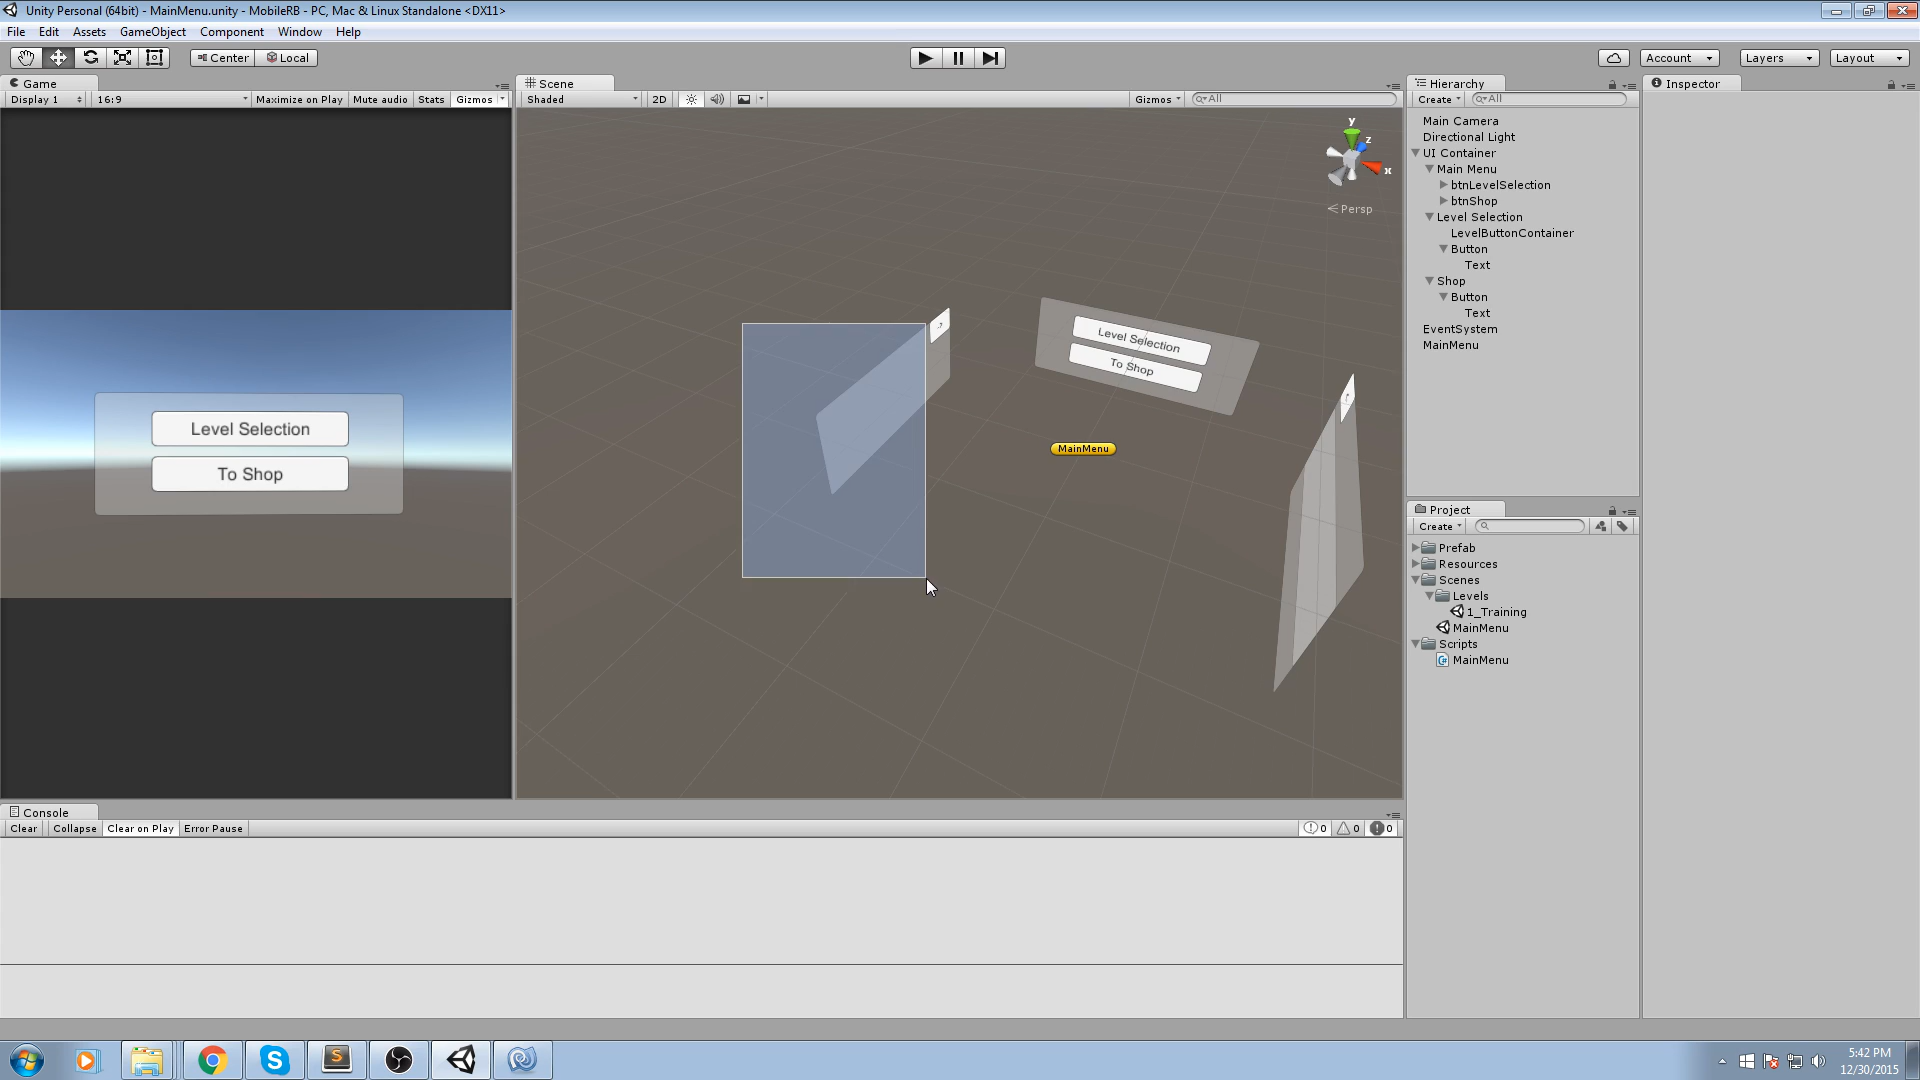 Unity Personal (64bit) - MainMenu.unity - MobileRB - PC, Mac & Linux Standalone <DX11>
File Edit Assets GameObject Component Window Help
Center Local Account Layers Layout
Game
Display 1 16:9 Maximize on Play Mute audio Stats Gizmos
Level Selection
To Shop
Scene
Shaded 2D Gizmos All
y
z
x
Persp
Level Selection
To Shop
MainMenu
Hierarchy
Create All
Main Camera
Directional Light
UI Container
Main Menu
btnLevelSelection
btnShop
Level Selection
LevelButtonContainer
Button
Text
Shop
Button
Text
EventSystem
MainMenu
Project
Create
Prefab
Resources
Scenes
Levels
1_Training
MainMenu
Scripts
MainMenu
Inspector
Console
Clear Collapse Clear on Play Error Pause 0 0 0
5:42 PM
12/30/2015